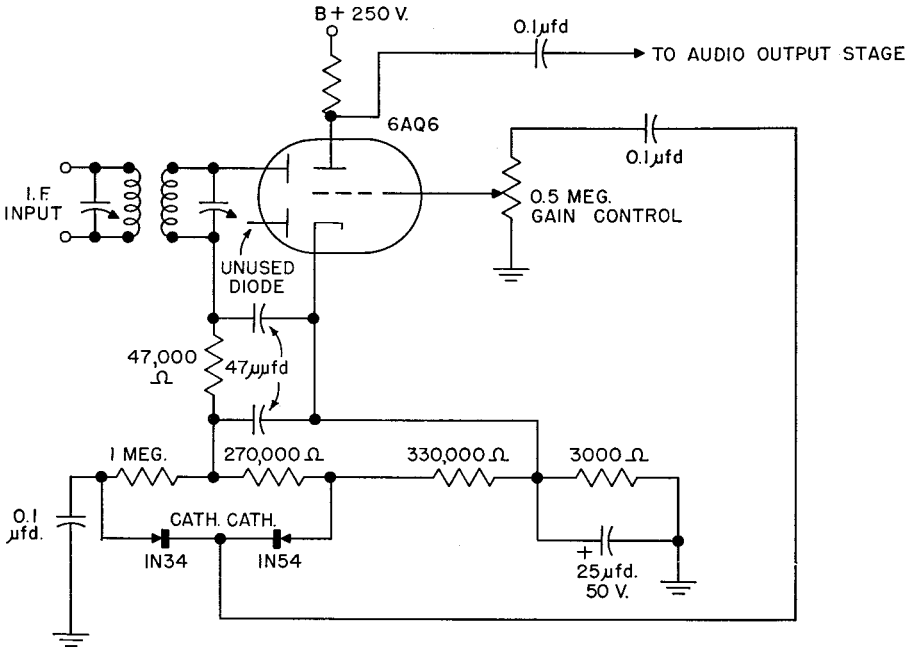 B + 250 V.
0.1µfd
TO AUDIO OUTPUT STAGE
6AQ6
0.1µfd
I.F.
INPUT
0.5 MEG.
GAIN CONTROL
UNUSED
DIODE
47,000
Ω
47µµfd
1 MEG.
270,000 Ω
330,000 Ω
3000 Ω
0.1
µfd.
CATH. CATH.
IN34
IN54
+
25µfd.
50 V.